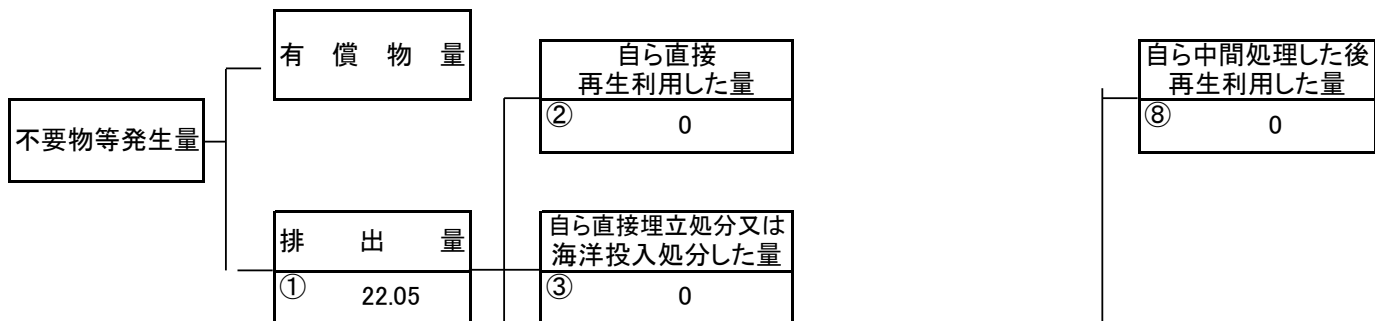 有償物量
自ら直接
再生利用した量
② 0
自ら中間処理した後
再生利用した量
⑧ 0
不要物等発生量
排出量
① 22.05
自ら直接埋立処分又は
海洋投入処分した量
③ 0